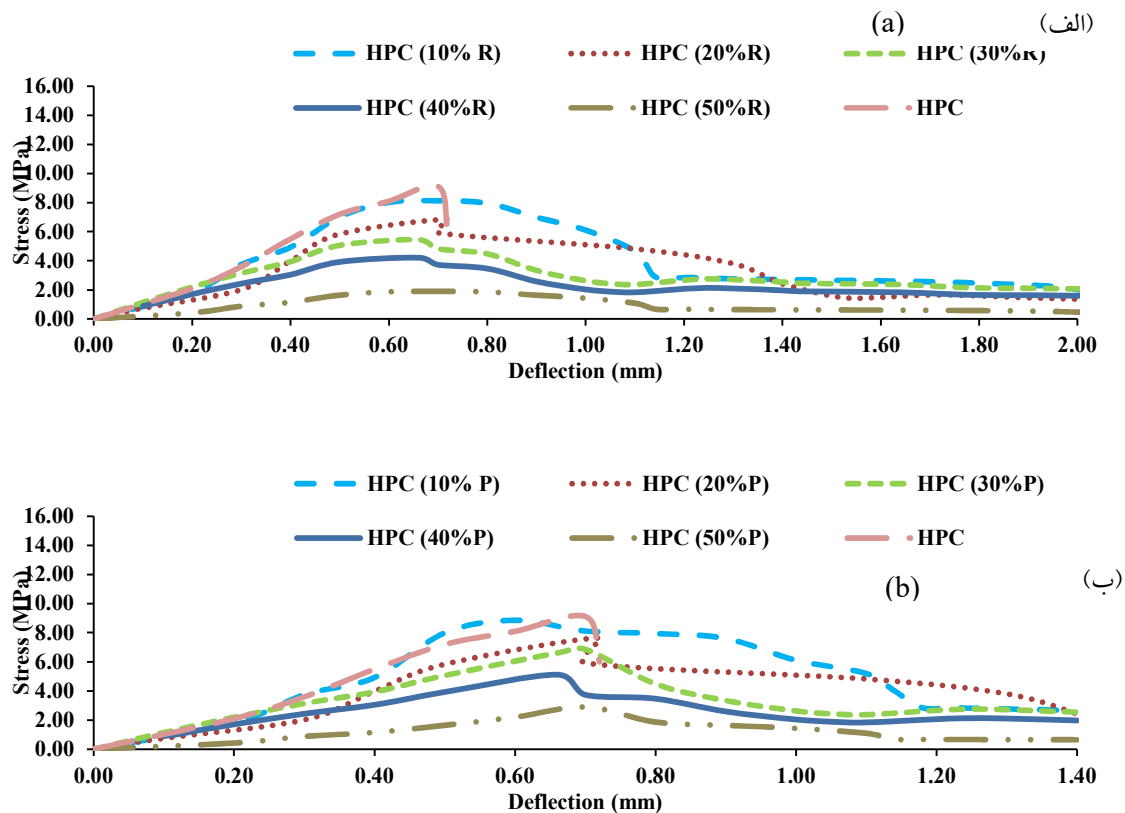 (a) (الف)
HPC (10% R) HPC (20%R) HPC (30%R)
HPC (40%R) HPC (50%R) HPC
Stress (MPa)
16.00
14.00
12.00
10.00
8.00
6.00
4.00
2.00
0.00
0.00 0.20 0.40 0.60 0.80 1.00 1.20 1.40 1.60 1.80 2.00
Deflection (mm)
HPC (10% P) HPC (20%P) HPC (30%P)
HPC (40%P) HPC (50%P) HPC
(b) (ب)
Stress (MPa)
16.00
14.00
12.00
10.00
8.00
6.00
4.00
2.00
0.00
0.00 0.20 0.40 0.60 0.80 1.00 1.20 1.40
Deflection (mm)